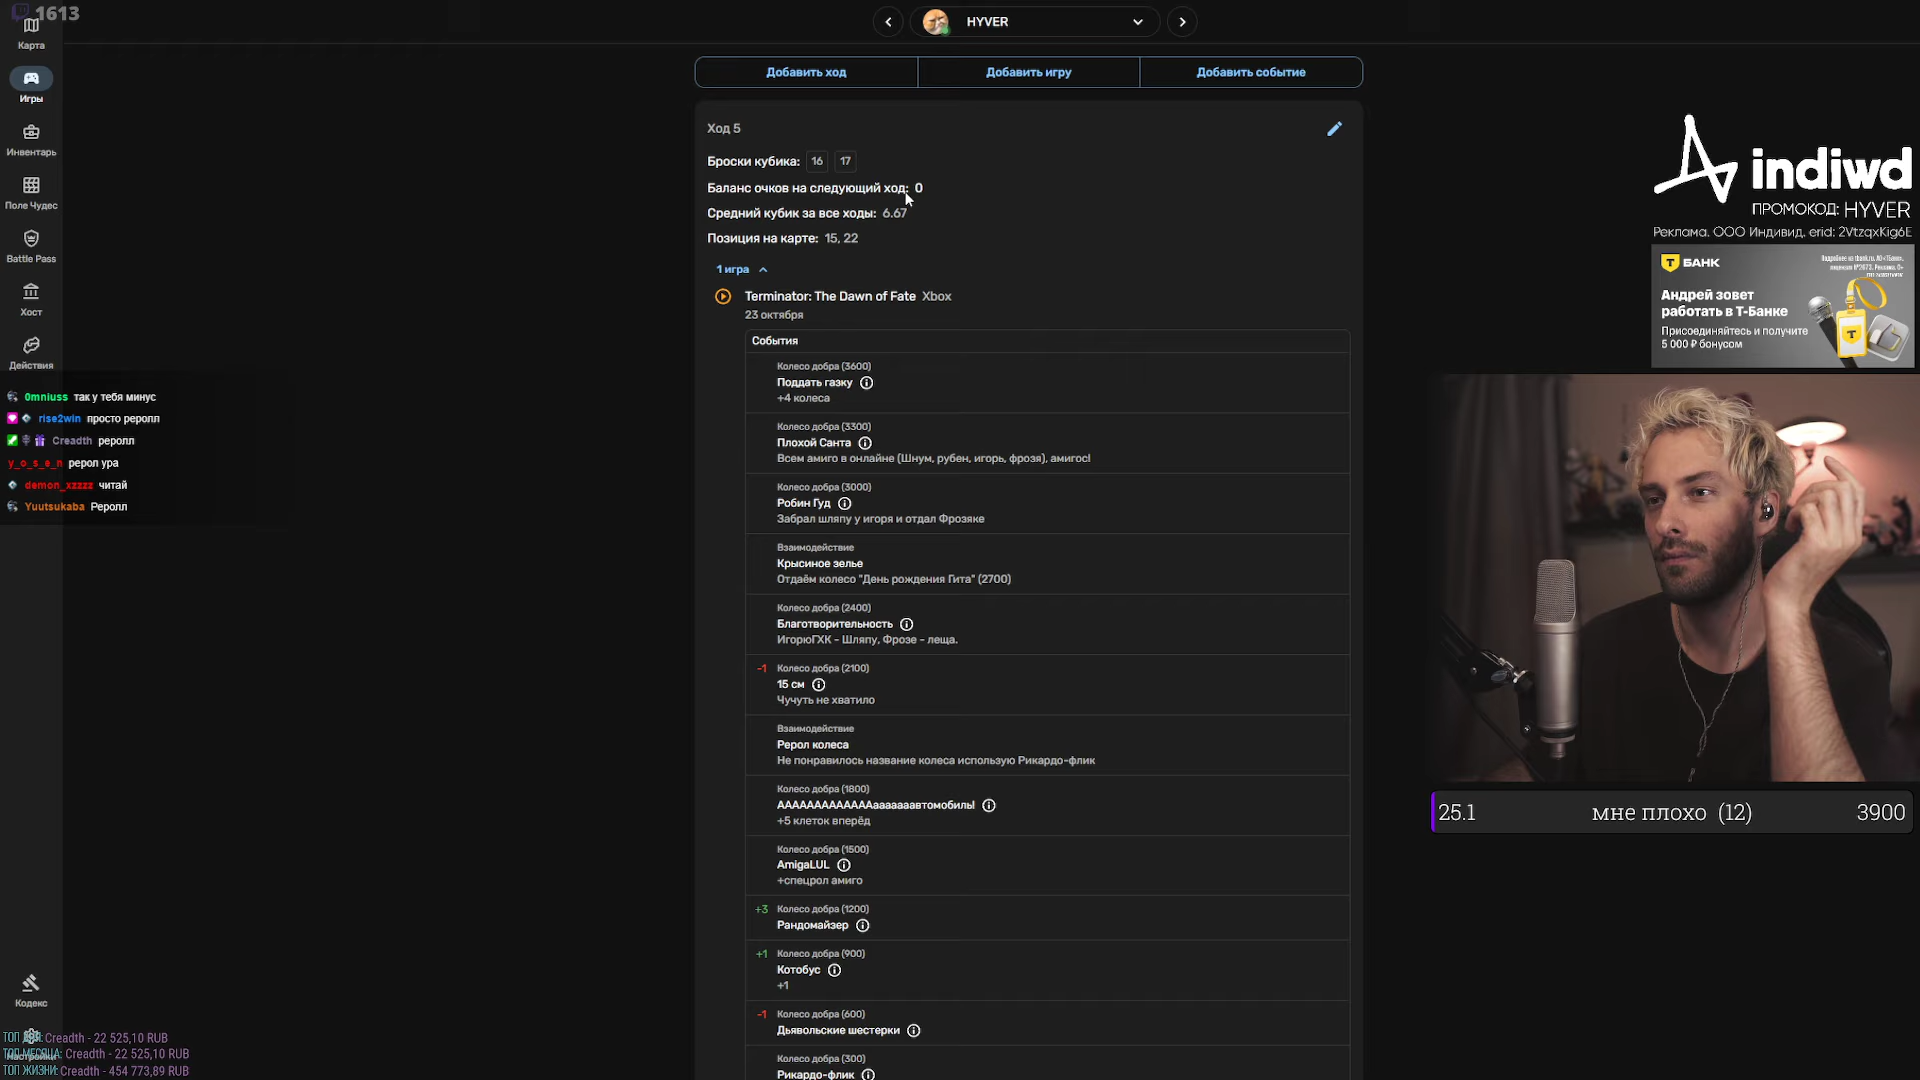 1613
Карта
Игры
Инвентарь
Поле Чудес
Battle Pass
Хост
Действия
HYVER
Добавить ход
Добавить игру
Добавить событие
Ход 5
Броски кубика: 16 17
Баланс очков на следующий ход: 0
Средний кубик за все ходы: 6.67
Позиция на карте: 15, 22
1 игра
Terminator: The Dawn of Fate Xbox
23 октября
События
Колесо добра (3600)
Поддать газку
+4 колеса
Колесо добра (3300)
Плохой Санта
Всем амиго в онлайне (Шнум, рубен, игорь, фрозя), амигос!
Колесо добра (3000)
Робин Гуд
Забрал шляпу у игоря и отдал Фрозяке
Взаимодействие
Крысиное зелье
Отдаём колесо "День рождения Гита" (2700)
Колесо добра (2400)
Благотворительность
ИгорюГХК - Шляпу, Фрозе - леща.
-1 Колесо добра (2100)
15 см
Чучуть не хватило
Взаимодействие
Рерол колеса
Не понравилось название колеса использую Рикардо-флик
Колесо добра (1800)
АААААААААААААааааааавтомобиль!
+5 клеток вперёд
Колесо добра (1500)
AmigaLUL
+спецрол амиго
+3 Колесо добра (1200)
Рандомайзер
+1 Колесо добра (900)
Котобус
+1
-1 Колесо добра (600)
Дьявольские шестерки
Колесо добра (300)
Рикардо-флик
0mniuss так у тебя минус
rise2win просто реролл
Creadth реролл
y_o_s_e_n рерол ура
demon_xzzzz читай
Yuutsukaba Реролл
Кодекс
Настройки
ТОП ДНЯ: Creadth - 22 525,10 RUB
ТОП МЕСЯЦА: Creadth - 22 525,10 RUB
ТОП ЖИЗНИ: Creadth - 454 773,89 RUB
indiwd
ПРОМОКОД: HYVER
Реклама. ООО Индивид. erid: 2VtzqxKig6E
Т БАНК
Андрей зовет
работать в Т-Банке
Присоединяйтесь и получите
5 000 ₽ бонусом
25.1 мне плохо (12) 3900